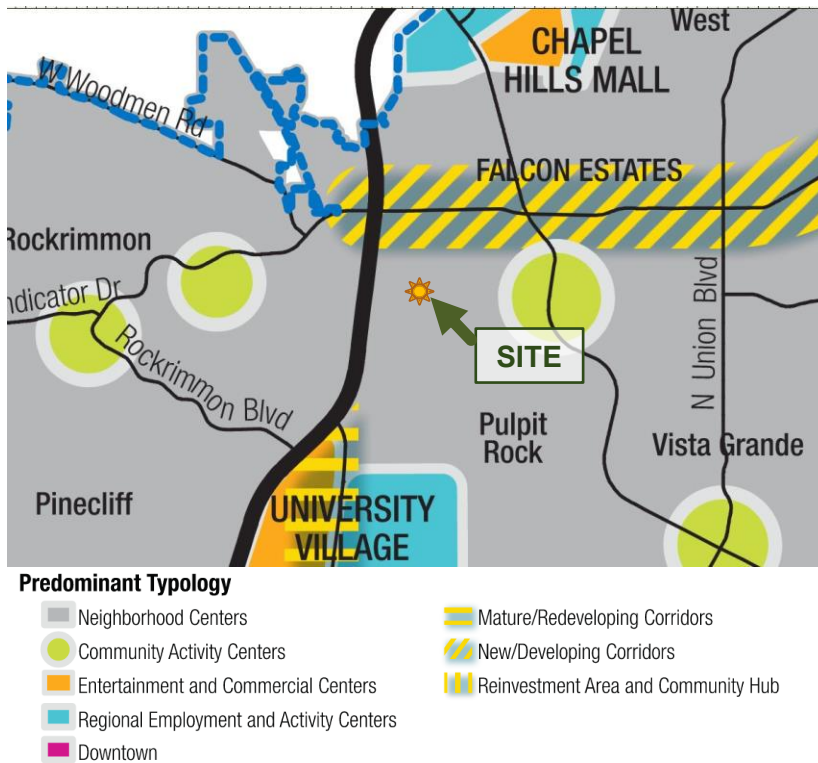 West
CHAPEL
HILLS MALL
W Woodmen Rd
FALCON ESTATES
Rockrimmon
ndicator Dr
N Union Blvd
SITE
Rockrimmon Blvd
Pulpit
Rock
Vista Grande
Pinecliff
UNIVERSITY
VILLAGE
Predominant Typology
Neighborhood Centers
Community Activity Centers
Entertainment and Commercial Centers
Regional Employment and Activity Centers
Downtown
Mature/Redeveloping Corridors
New/Developing Corridors
Reinvestment Area and Community Hub